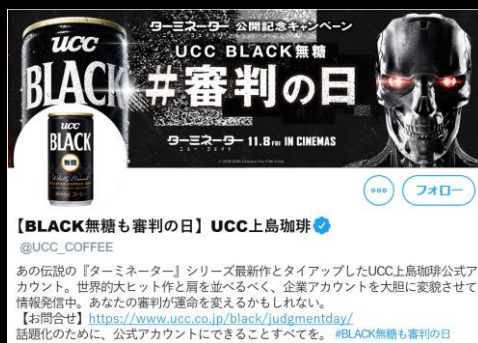 ucc
BLACK
ターミネーター 公開記念キャンペーン
UCC BLACK無糖
#審判の日
ターミネーター 11.8 FRI IN CINEMAS
ニュー・フェイト
ucc
BLACK
無糖
フォロー
【BLACK無糖も審判の日】UCC上島珈琲
@UCC_COFFEE
あの伝説の『ターミネーター』シリーズ最新作とタイアップしたUCC上島珈琲公式ア
カウント。世界的大ヒット作と肩を並べるべく、企業アカウントを大胆に変貌させて
情報発信中。あなたの審判が運命を変えるかもしれない。
【お問合せ】https://www.ucc.co.jp/black/judgmentday/
話題化のために、公式アカウントにできることすべてを。 #BLACK無糖も審判の日